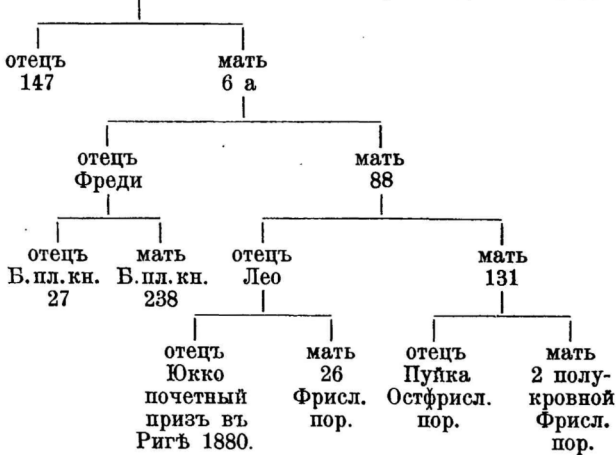 отецъ мать
147 6 а
отецъ мать
Фреди 88
отецъ мать отецъ мать
Б. пл. кн. Б. пл. кн. Лео 131
27 238
отецъ мать отецъ мать
Юкко 26 Пуйка 2 полу-
почетный Фрисл. Остфрисл. кровной
призъ въ пор. пор. Фрисл.
Ригѣ 1880. пор.